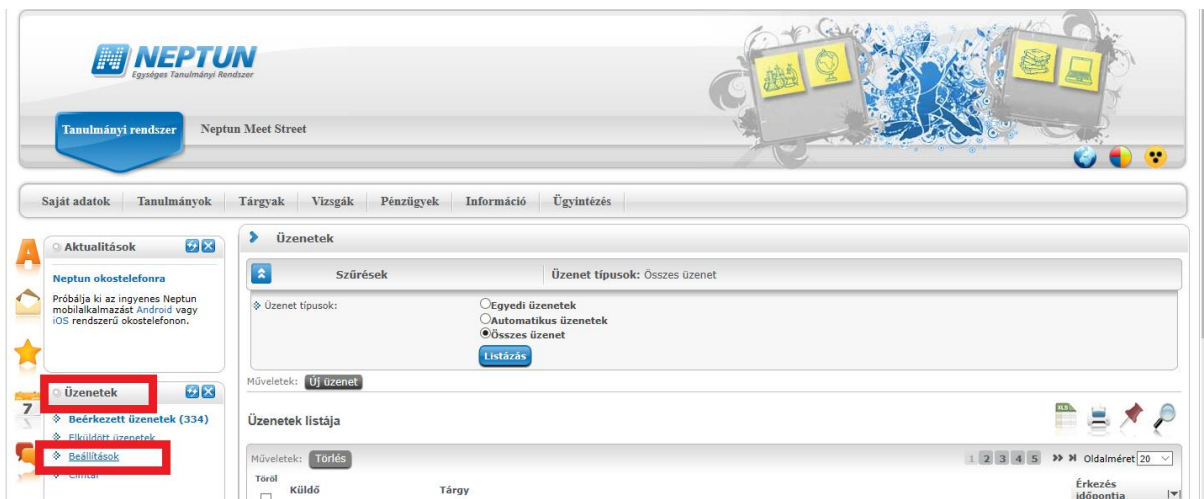 NEPTUN
Egységes Tanulmányi Rendszer
Tanulmányi rendszer
Neptun Meet Street
Saját adatok Tanulmányok Tárgyak Vizsgák Pénzügyek Információ Ügyintézés
Aktualitások
Neptun okostelefonra
Próbálja ki az ingyenes Neptun
mobilalkalmazást Android vagy
iOS rendszerű okostelefonon.
7
Üzenetek
Beérkezett üzenetek (334)
Elküldött üzenetek
Beállítások
Címtár
Üzenetek
Szűrések
Üzenet típusok: Összes üzenet
Üzenet típusok:
Egyedi üzenetek
Automatikus üzenetek
Összes üzenet
Listázás
Műveletek: Új üzenet
Üzenetek listája
XLS
Műveletek: Törlés
1 2 3 4 5 Oldalméret 20
Töröl
Küldő
Tárgy
Érkezés
időpontja